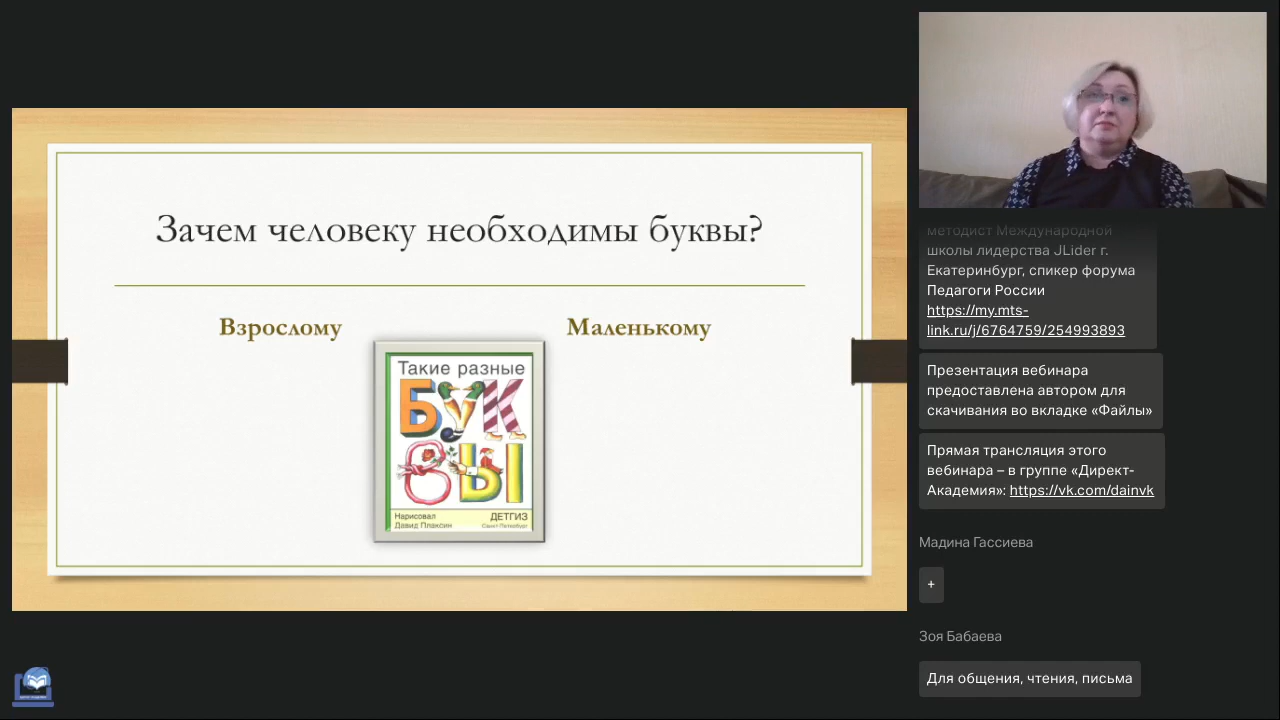 Зачем человеку необходимы буквы?
Взрослому
Маленькому
Такие разные
БУК
ВЫ
Нарисовал
Давид Плаксин
ДЕТГИЗ
Санкт-Петербург
методист Международной
школы лидерства JLider г.
Екатеринбург, спикер форума
Педагоги России
https://my.mts-
link.ru/j/6764759/254993893
Презентация вебинара
предоставлена автором для
скачивания во вкладке «Файлы»
Прямая трансляция этого
вебинара – в группе «Директ-
Академия»: https://vk.com/dainvk
Мадина Гассиева
+
Зоя Бабаева
Для общения, чтения, письма